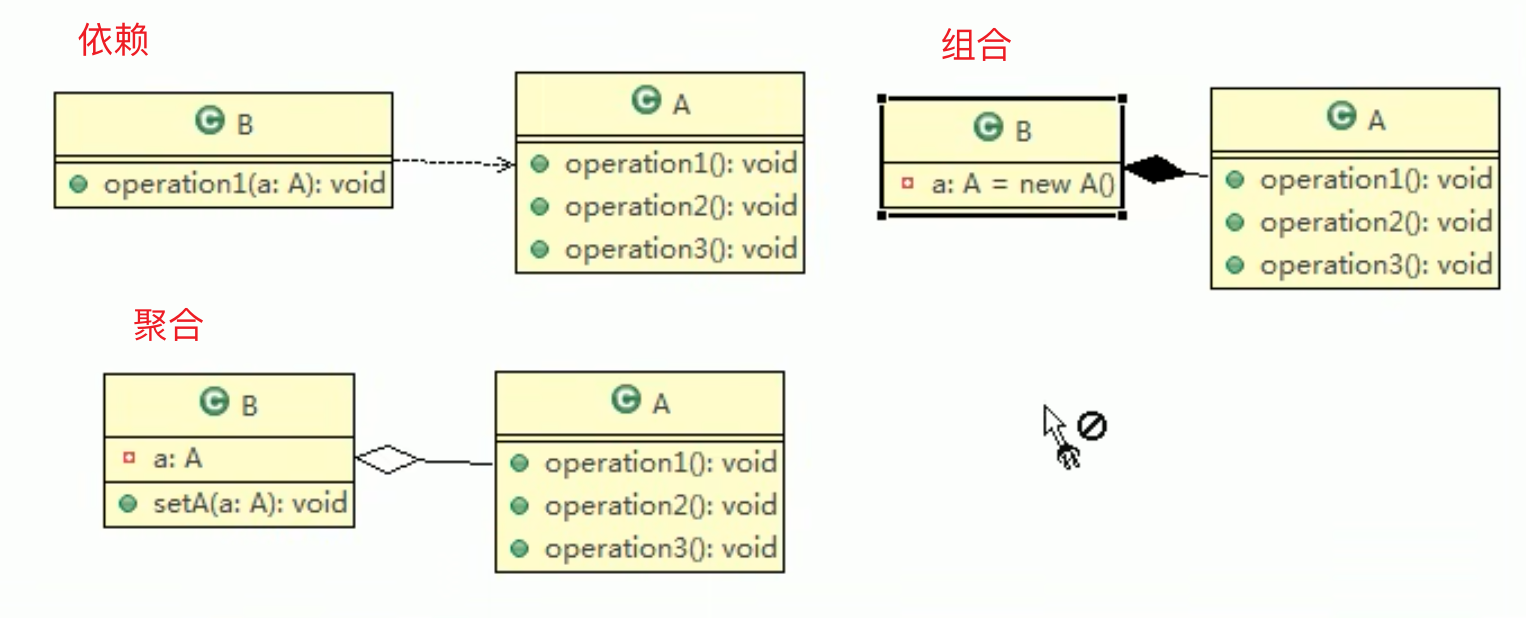 依赖
C B
operation1(a: A): void
C A
operation1(): void
operation2(): void
operation3(): void
组合
C B
a: A = new A()
C A
operation1(): void
operation2(): void
operation3(): void
聚合
C B
a: A
setA(a: A): void
C A
operation1(): void
operation2(): void
operation3(): void